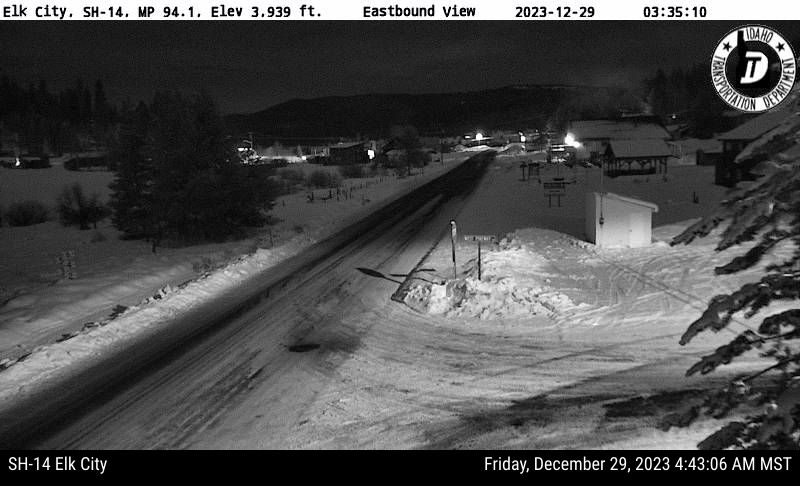 Elk City, SH-14, MP 94.1, Elev 3,939 ft. Eastbound View 2023-12-29 03:35:10
IDAHO
TRANSPORTATION DEPARTMENT
SH-14 Elk City
Friday, December 29, 2023 4:43:06 AM MST